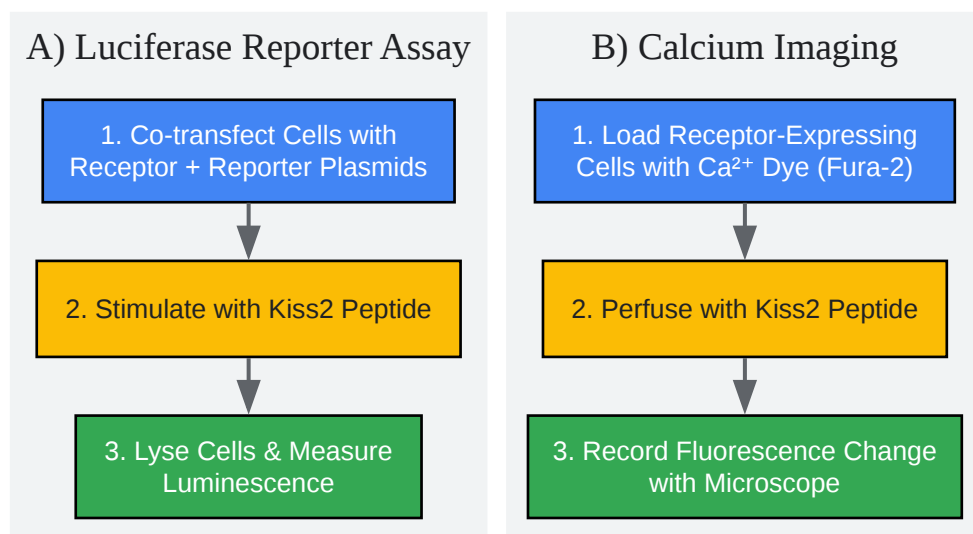 A) Luciferase Reporter Assay
1. Co-transfect Cells with
Receptor + Reporter Plasmids
2. Stimulate with Kiss2 Peptide
3. Lyse Cells & Measure
Luminescence
B) Calcium Imaging
1. Load Receptor-Expressing
Cells with Ca²⁺ Dye (Fura-2)
2. Perfuse with Kiss2 Peptide
3. Record Fluorescence Change
with Microscope